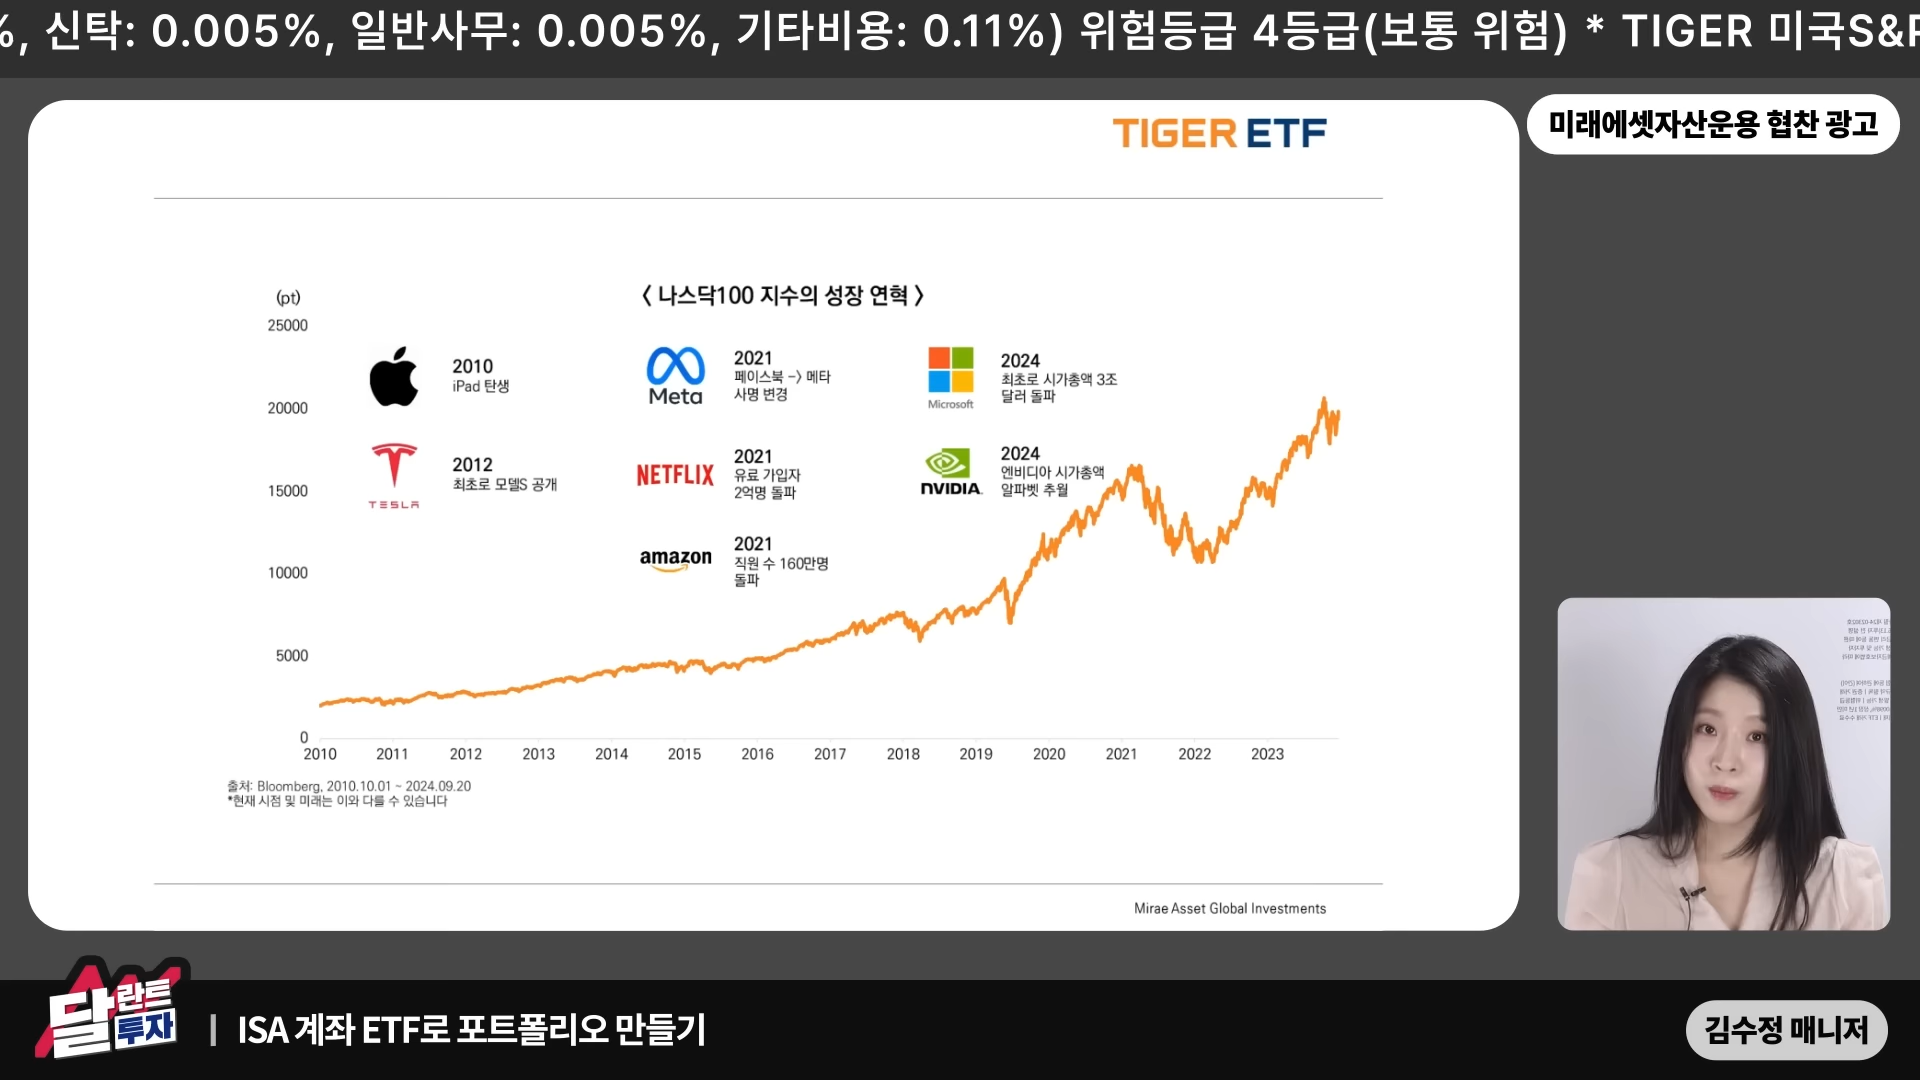 %, 신탁: 0.005%, 일반사무: 0.005%, 기타비용: 0.11%) 위험등급 4등급(보통 위험) * TIGER 미국S&P
미래에셋자산운용 협찬 광고
TIGER ETF
(pt)
< 나스닥100 지수의 성장 연혁 >
25000
20000
15000
10000
5000
0
2010
iPad 탄생
TESLA
2012
최초로 모델S 공개
Meta
2021
페이스북 -> 메타
사명 변경
NETFLIX
2021
유료 가입자
2억명 돌파
amazon
2021
직원 수 160만명
돌파
Microsoft
2024
최초로 시가총액 3조
달러 돌파
NVIDIA.
2024
엔비디아 시가총액
알파벳 추월
2010 2011 2012 2013 2014 2015 2016 2017 2018 2019 2020 2021 2022 2023
출처: Bloomberg, 2010.10.01 ~ 2024.09.20
*현재 시점 및 미래는 이와 다를 수 있습니다
Mirae Asset Global Investments
달란트
투자
| ISA 계좌 ETF로 포트폴리오 만들기
김수정 매니저